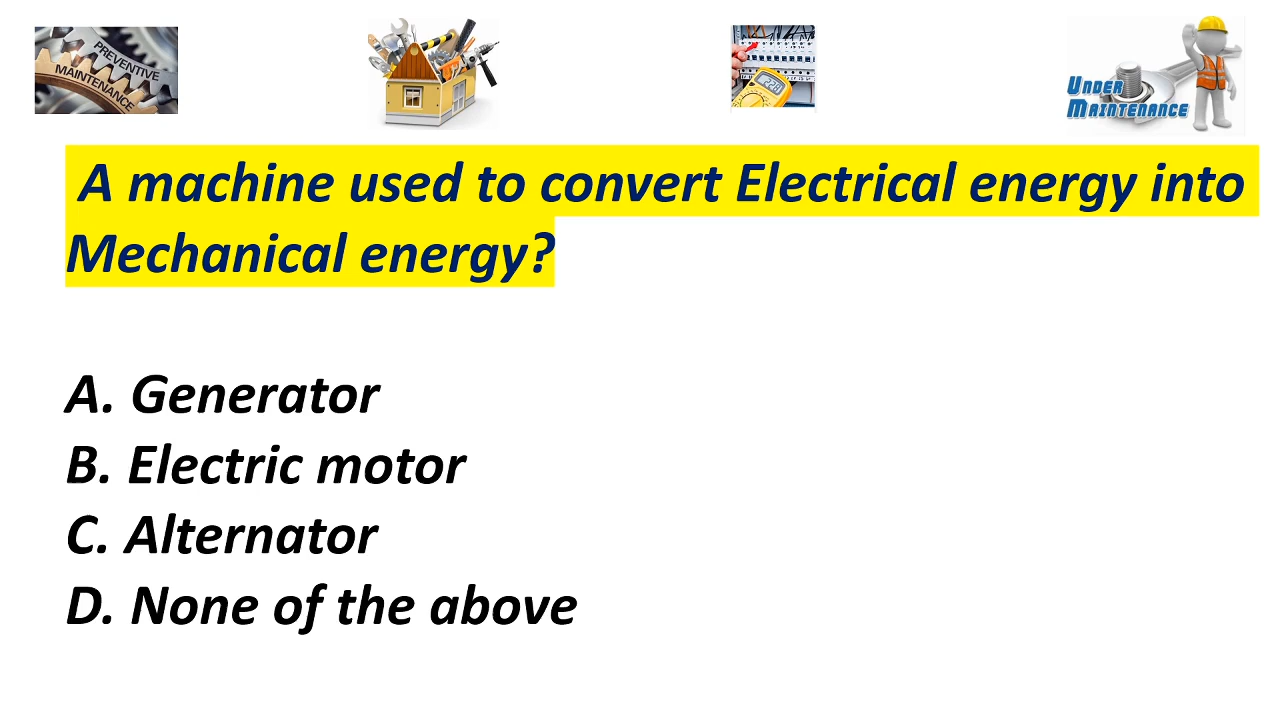 PREVENTIVE
MAINTENANCE
UNDER
MAINTENANCE
A machine used to convert Electrical energy into
Mechanical energy?
A. Generator
B. Electric motor
C. Alternator
D. None of the above